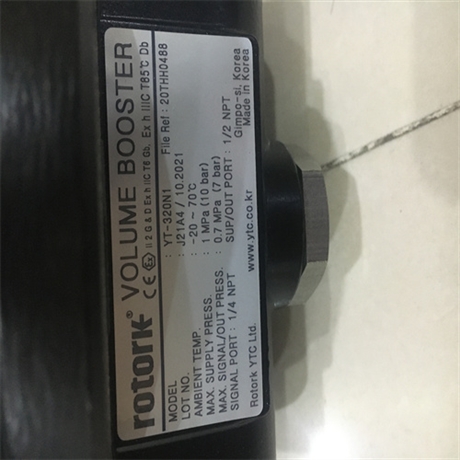 rotork® VOLUME BOOSTER
CE Ex II 2 G & D Ex h IIC T6 Gb, Ex h IIIC T85℃ Db
File Ref : 20THH0488
MODEL : YT-320N1
LOT NO. : J21A4 / 10.2021
AMBIENT TEMP. : -20 ~ 70℃
MAX. SUPPLY PRESS. : 1 MPa (10 bar)
MAX. SIGNAL/OUT PRESS. : 0.7 MPa (7 bar)
SIGNAL PORT : 1/4 NPT SUP/OUT PORT : 1/2 NPT
Rotork YTC Ltd. www.ytc.co.kr Gimpo-si, Korea
Made in Korea